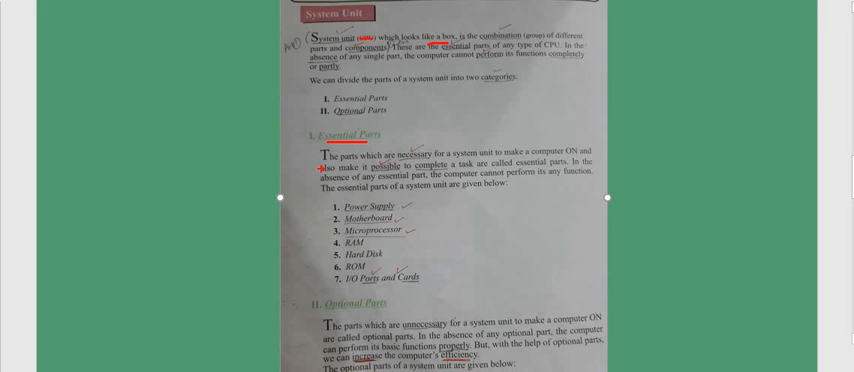 System Unit
System unit (CPU) which looks like a box, is the combination (group) of different
parts and components. These are the essential parts of any type of CPU. In the
absence of any single part, the computer cannot perform its functions completely
or partly.
We can divide the parts of a system unit into two categories:
I. Essential Parts
II. Optional Parts
I. Essential Parts
The parts which are necessary for a system unit to make a computer ON and
also make it possible to complete a task are called essential parts. In the
absence of any essential part, the computer cannot perform its any function.
The essential parts of a system unit are given below:
1. Power Supply
2. Motherboard
3. Microprocessor
4. RAM
5. Hard Disk
6. ROM
7. I/O Ports and Cards
II. Optional Parts
The parts which are unnecessary for a system unit to make a computer ON
are called optional parts. In the absence of any optional part, the computer
can perform its basic functions properly. But, with the help of optional parts,
we can increase the computer's efficiency.
The optional parts of a system unit are given below: